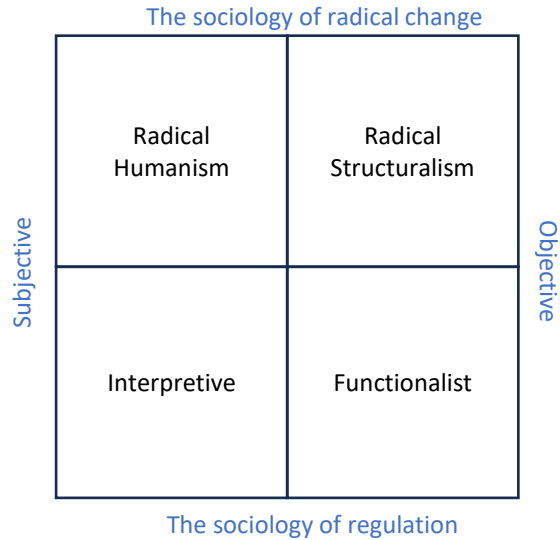 The sociology of radical change
Radical
Humanism
Radical
Structuralism
Subjective
Objective
Interpretive
Functionalist
The sociology of regulation